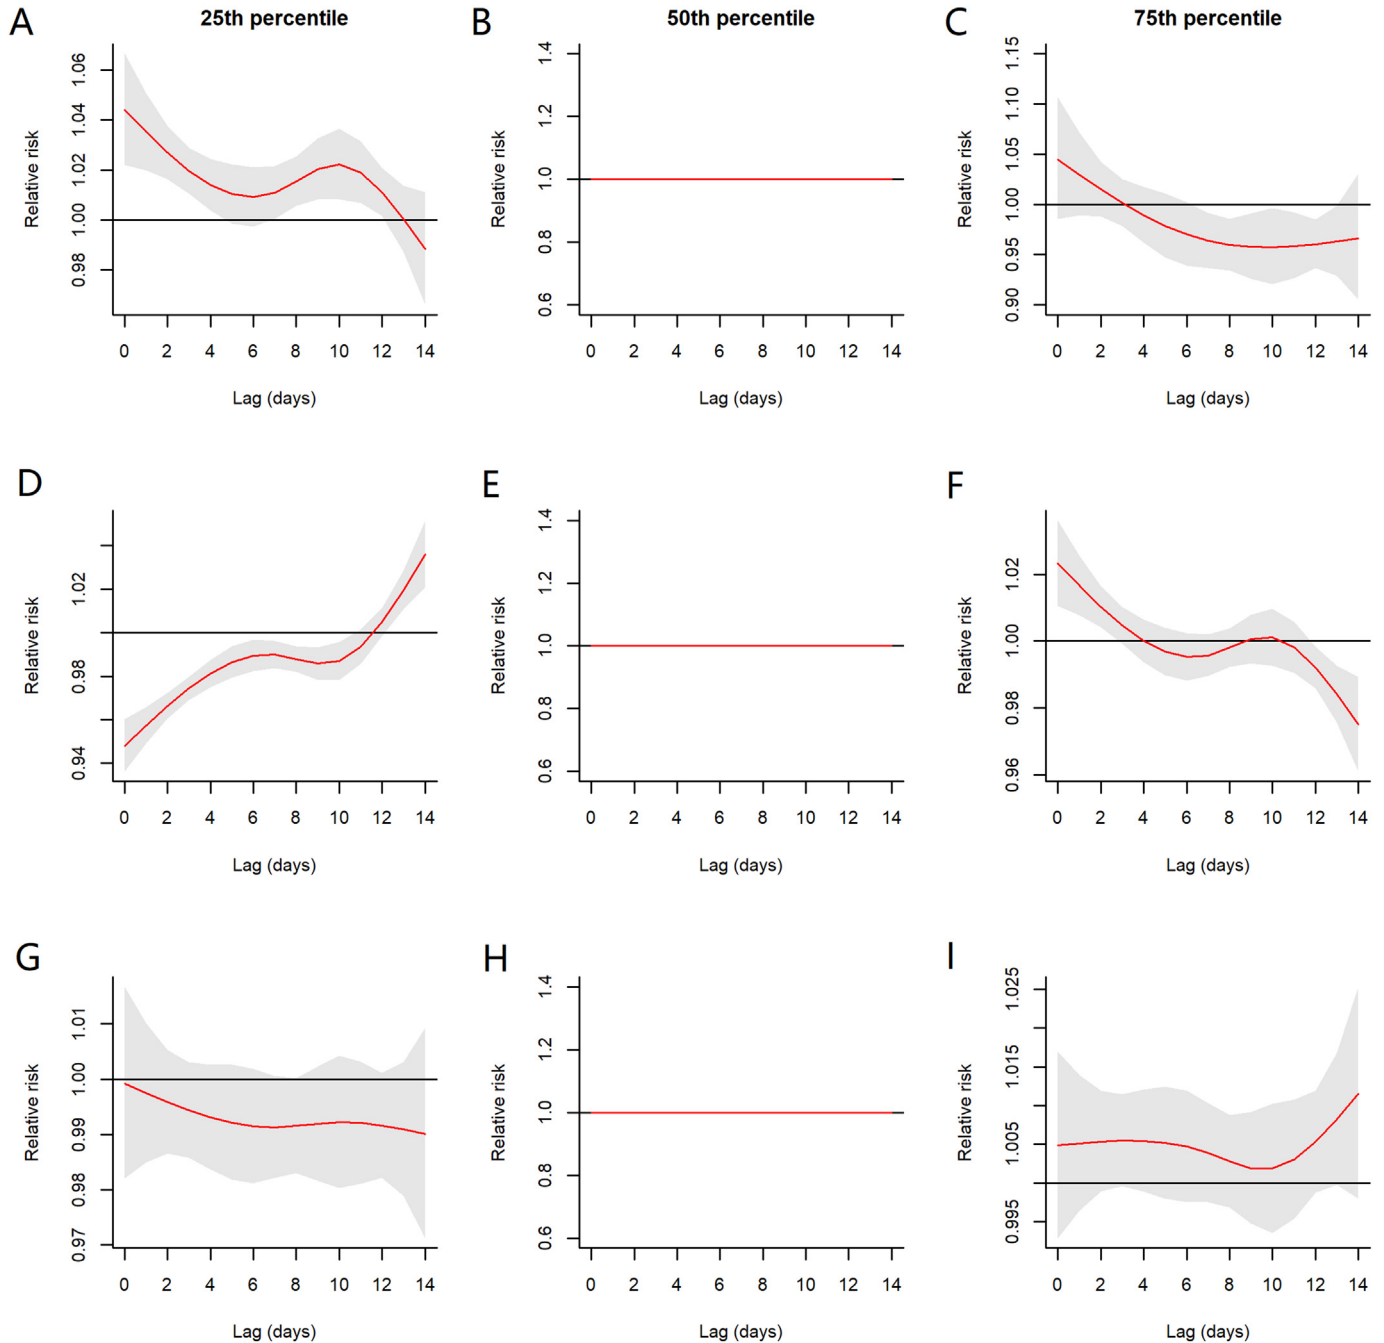 A 25th percentile
B 50th percentile
C 75th percentile
Relative risk
0.98 1.00 1.02 1.04 1.06
0 2 4 6 8 10 12 14
Lag (days)
Relative risk
0.6 0.8 1.0 1.2 1.4
0 2 4 6 8 10 12 14
Lag (days)
Relative risk
0.90 0.95 1.00 1.05 1.10 1.15
0 2 4 6 8 10 12 14
Lag (days)
D
Relative risk
0.94 0.98 1.02
0 2 4 6 8 10 12 14
Lag (days)
E
Relative risk
0.6 0.8 1.0 1.2 1.4
0 2 4 6 8 10 12 14
Lag (days)
F
Relative risk
0.96 0.98 1.00 1.02
0 2 4 6 8 10 12 14
Lag (days)
G
Relative risk
0.97 0.98 0.99 1.00 1.01
0 2 4 6 8 10 12 14
Lag (days)
H
Relative risk
0.6 0.8 1.0 1.2 1.4
0 2 4 6 8 10 12 14
Lag (days)
I
Relative risk
0.995 1.005 1.015 1.025
0 2 4 6 8 10 12 14
Lag (days)